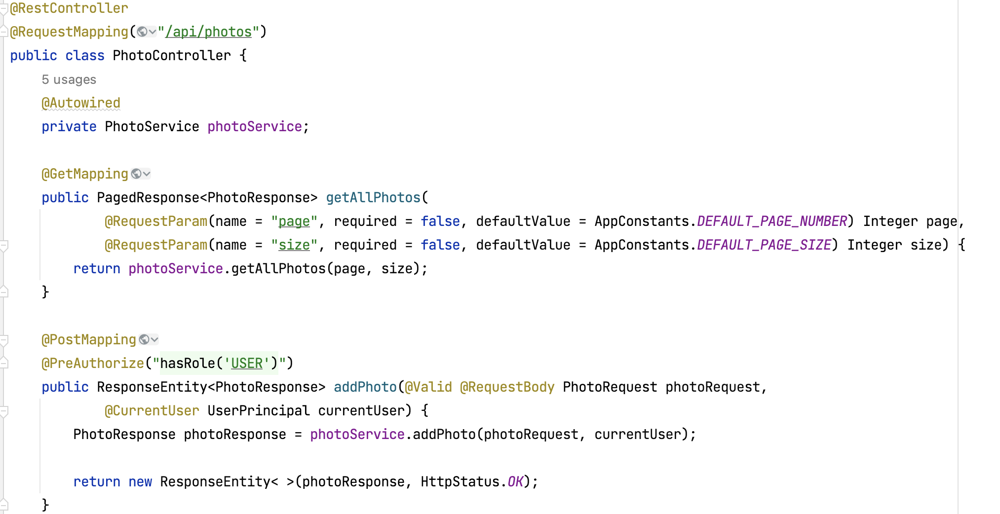 @RestController
@RequestMapping("/api/photos")
public class PhotoController {
5 usages
@Autowired
private PhotoService photoService;
@GetMapping
public PagedResponse<PhotoResponse> getAllPhotos(
@RequestParam(name = "page", required = false, defaultValue = AppConstants.DEFAULT_PAGE_NUMBER) Integer page,
@RequestParam(name = "size", required = false, defaultValue = AppConstants.DEFAULT_PAGE_SIZE) Integer size) {
return photoService.getAllPhotos(page, size);
}
@PostMapping
@PreAuthorize("hasRole('USER')")
public ResponseEntity<PhotoResponse> addPhoto(@Valid @RequestBody PhotoRequest photoRequest,
@CurrentUser UserPrincipal currentUser) {
PhotoResponse photoResponse = photoService.addPhoto(photoRequest, currentUser);
return new ResponseEntity< >(photoResponse, HttpStatus.OK);
}